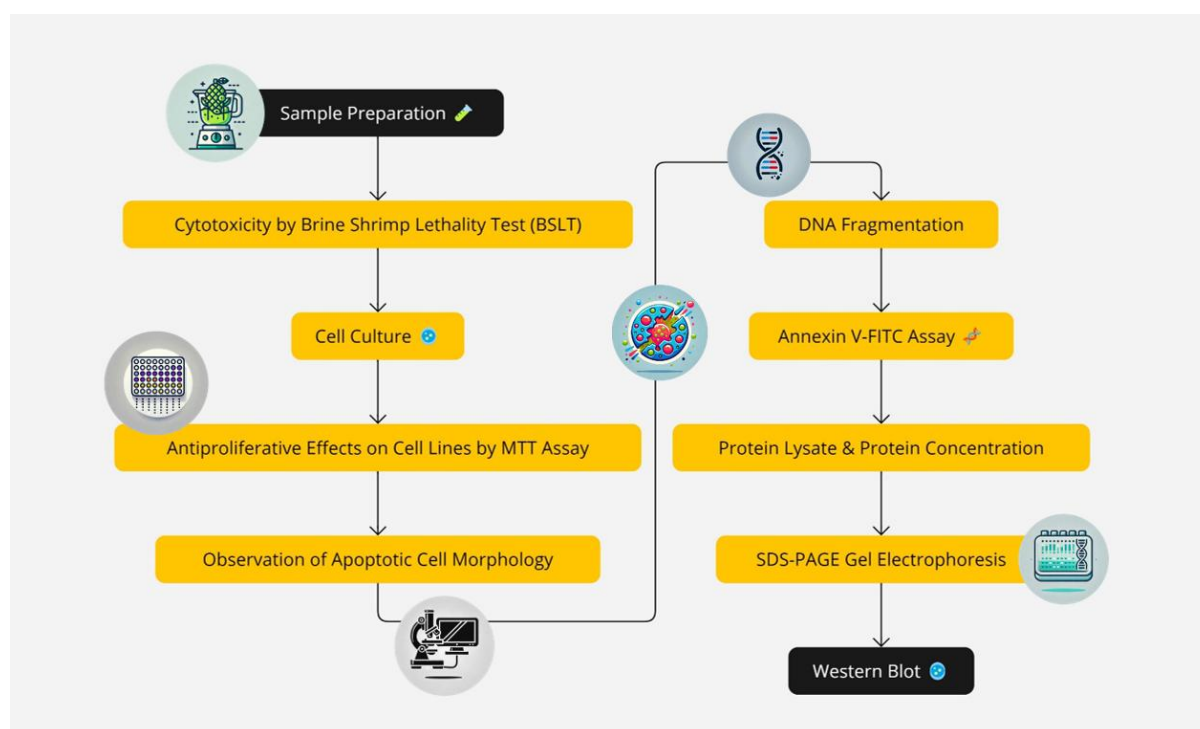 Sample Preparation
Cytotoxicity by Brine Shrimp Lethality Test (BSLT)
Cell Culture
Antiproliferative Effects on Cell Lines by MTT Assay
Observation of Apoptotic Cell Morphology
DNA Fragmentation
Annexin V-FITC Assay
Protein Lysate & Protein Concentration
SDS-PAGE Gel Electrophoresis
Western Blot